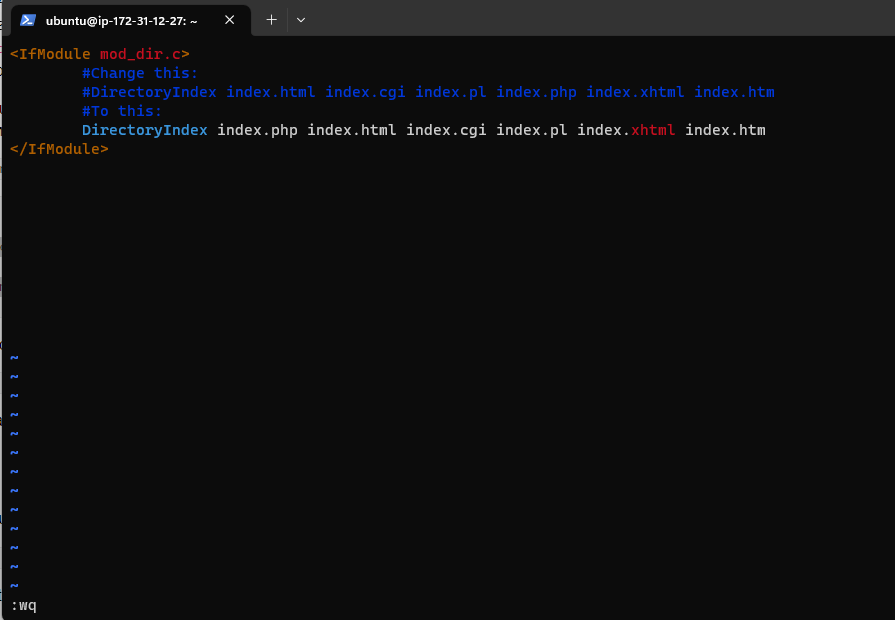 ubuntu@ip-172-31-12-27: ~
<IfModule mod_dir.c>
#Change this:
#DirectoryIndex index.html index.cgi index.pl index.php index.xhtml index.htm
#To this:
DirectoryIndex index.php index.html index.cgi index.pl index.xhtml index.htm
</IfModule>
~
~
~
~
~
~
~
~
~
~
~
~
~
:wq